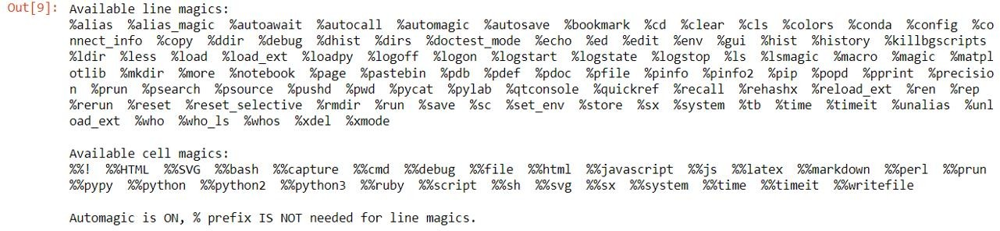 Out[9]: Available line magics:
%alias %alias_magic %autoawait %autocall %automagic %autosave %bookmark %cd %clear %cls %colors %conda %config %co
nnect_info %copy %ddir %debug %dhist %dirs %doctest_mode %echo %ed %edit %env %gui %hist %history %killbgscripts
%ldir %less %load %load_ext %loadpy %logoff %logon %logstart %logstate %logstop %ls %lsmagic %macro %magic %matpl
otlib %mkdir %more %notebook %page %pastebin %pdb %pdef %pdoc %pfile %pinfo %pinfo2 %pip %popd %pprint %precisio
n %prun %psearch %psource %pushd %pwd %pycat %pylab %qtconsole %quickref %recall %rehashx %reload_ext %ren %rep
%rerun %reset %reset_selective %rmdir %run %save %sc %set_env %store %sx %system %tb %time %timeit %unalias %unl
oad_ext %who %who_ls %whos %xdel %xmode
Available cell magics:
%%! %%HTML %%SVG %%bash %%capture %%cmd %%debug %%file %%html %%javascript %%js %%latex %%markdown %%perl %%prun
%%pypy %%python %%python2 %%python3 %%ruby %%script %%sh %%svg %%sx %%system %%time %%timeit %%writefile
Automagic is ON, % prefix IS NOT needed for line magics.